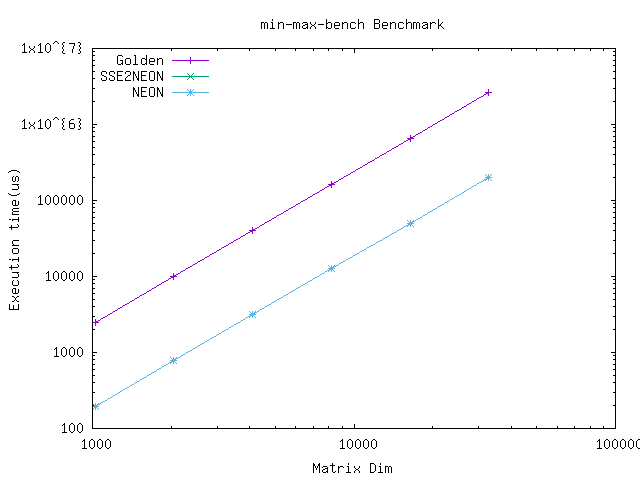 min-max-bench Benchmark
1x10^{7}
1x10^{6}
100000
10000
1000
100
Execution time(us)
Golden
SSE2NEON
NEON
1000
10000
100000
Matrix Dim